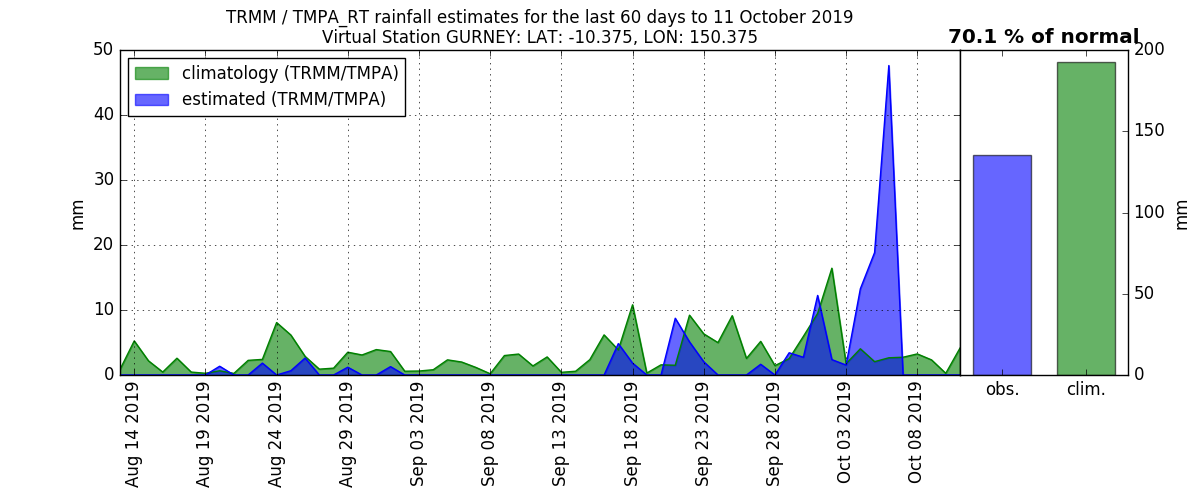 TRMM / TMPA_RT rainfall estimates for the last 60 days to 11 October 2019
Virtual Station GURNEY: LAT: -10.375, LON: 150.375
70.1 % of normal
climatology (TRMM/TMPA)
estimated (TRMM/TMPA)
50
40
30
20
10
0
mm
Aug 14 2019
Aug 19 2019
Aug 24 2019
Aug 29 2019
Sep 03 2019
Sep 08 2019
Sep 13 2019
Sep 18 2019
Sep 23 2019
Sep 28 2019
Oct 03 2019
Oct 08 2019
obs.
clim.
200
150
100
50
0
mm